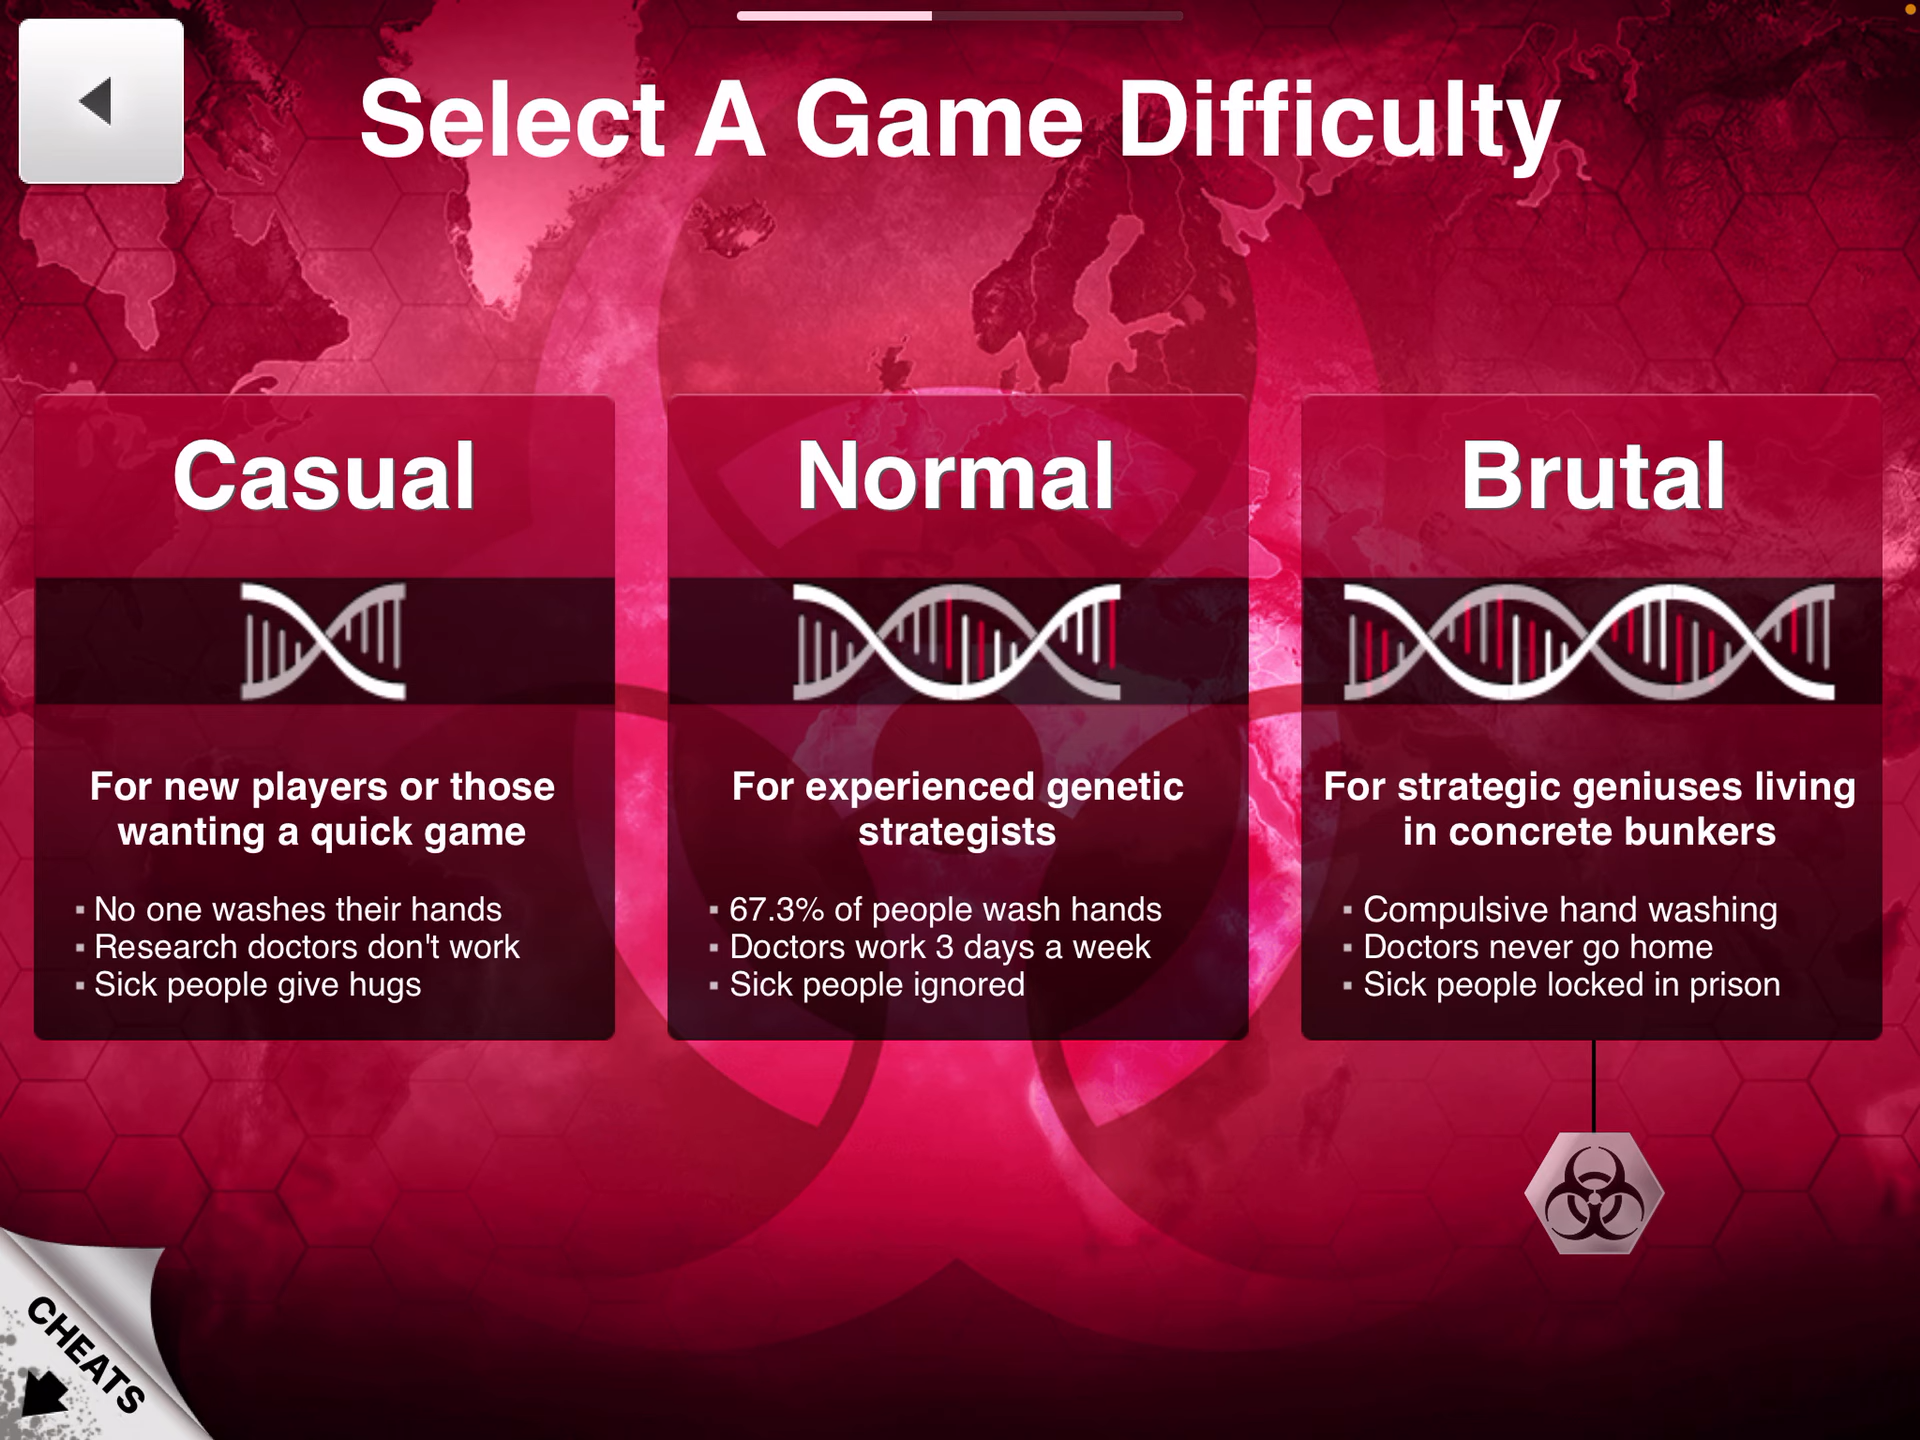 Select A Game Difficulty
Casual
For new players or those
wanting a quick game
▪ No one washes their hands
▪ Research doctors don't work
▪ Sick people give hugs
Normal
For experienced genetic
strategists
▪ 67.3% of people wash hands
▪ Doctors work 3 days a week
▪ Sick people ignored
Brutal
For strategic geniuses living
in concrete bunkers
▪ Compulsive hand washing
▪ Doctors never go home
▪ Sick people locked in prison
CHEATS